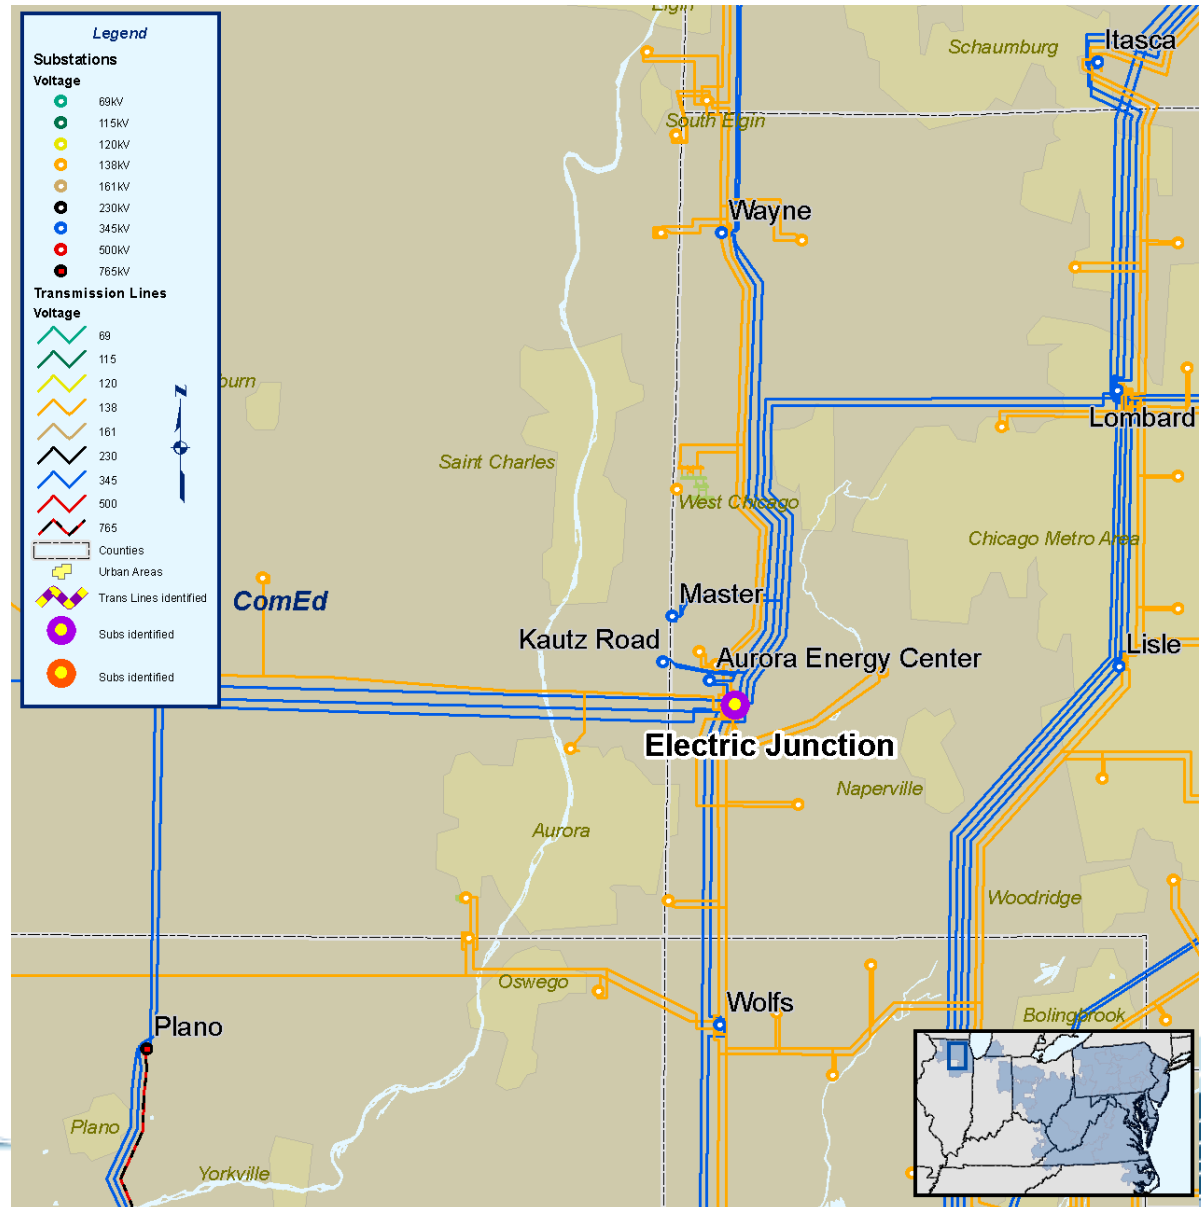 Legend
Substations
Voltage
69kV
115kV
120kV
138kV
161kV
230kV
345kV
500kV
765kV
Transmission Lines
Voltage
69
115
120
138
161
230
345
500
765
Counties
Urban Areas
Trans Lines identified
Subs identified
Subs identified
N
Elgin
Schaumburg
Itasca
South Elgin
Wayne
burn
Lombard
Saint Charles
West Chicago
Chicago Metro Area
ComEd
Master
Kautz Road
Aurora Energy Center
Lisle
Electric Junction
Naperville
Aurora
Woodridge
Oswego
Wolfs
Bolingbrook
Plano
Plano
Yorkville